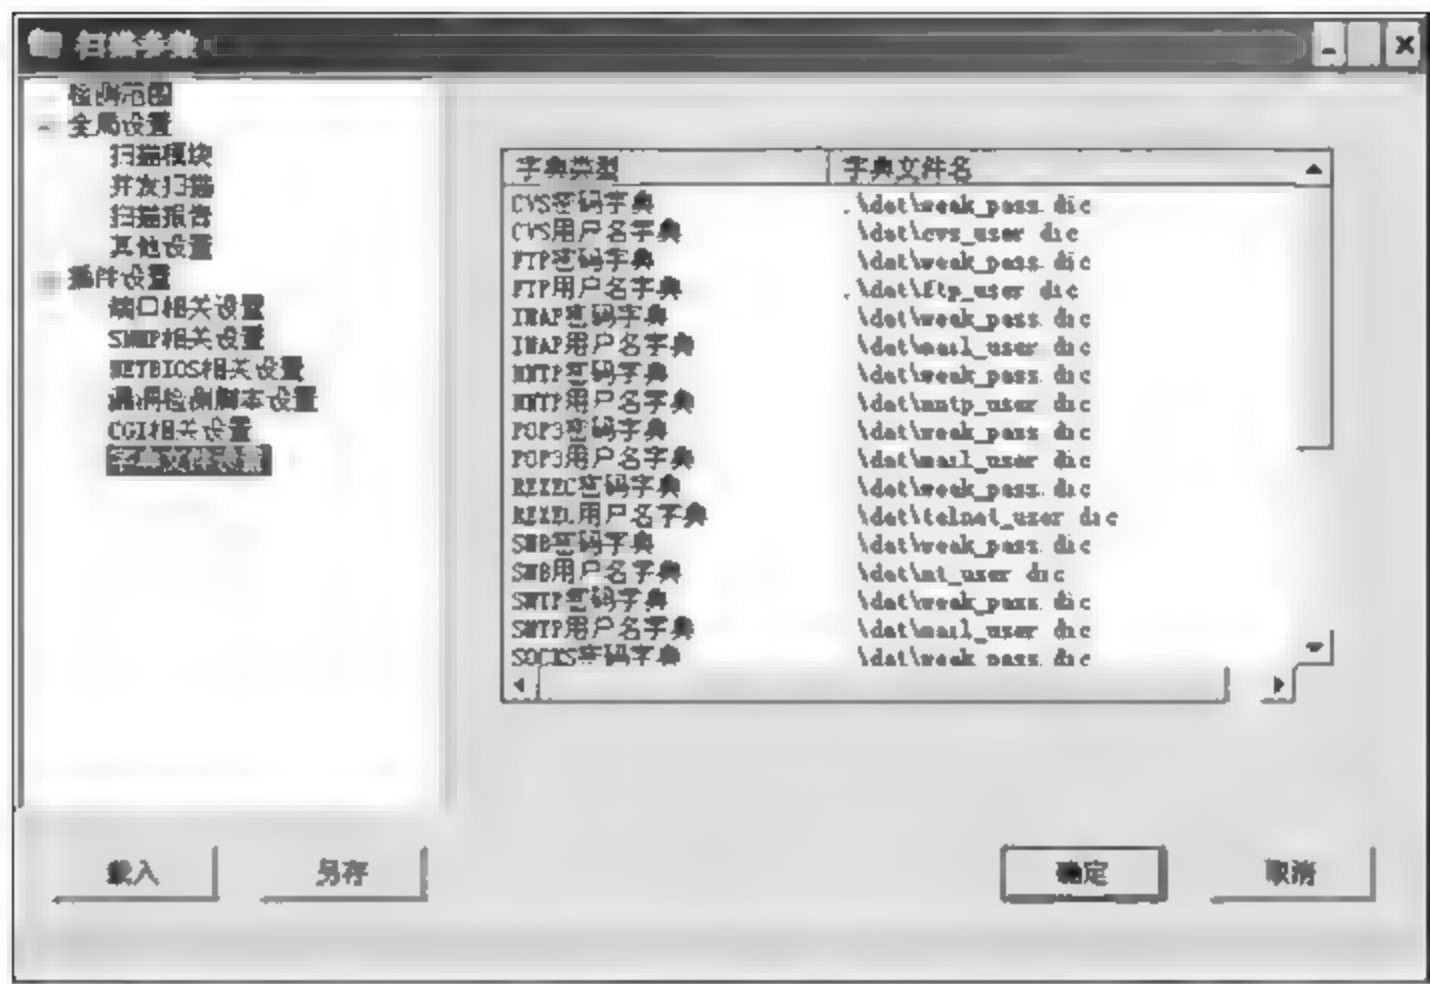 扫描参数
检测范围
全局设置
扫描模块
并发扫描
扫描报告
其他设置
插件设置
端口相关设置
SNMP相关设置
NETBIOS相关设置
漏洞检测脚本设置
CGI相关设置
字典文件设置
字典类型 字典文件名
CVS密码字典 .\dat\weak_pass.dic
CVS用户名字典 \dat\cvs_user dic
FTP密码字典 \dat\weak_pass dic
FTP用户名字典 .\dat\ftp_user dic
IMAP密码字典 \dat\weak_pass dic
IMAP用户名字典 \dat\mail_user dic
NNTP密码字典 \dat\weak_pass dic
NNTP用户名字典 \dat\nntp_user dic
POP3密码字典 \dat\weak_pass dic
POP3用户名字典 \dat\mail_user dic
REXEC密码字典 \dat\weak_pass dic
REXEC用户名字典 \dat\telnet_user dic
SMB密码字典 \dat\weak_pass dic
SMB用户名字典 \dat\nt_user dic
SMTP密码字典 \dat\weak_pass dic
SMTP用户名字典 \dat\mail_user dic
SOCKS密码字典 \dat\weak_pass dic
载入 另存 确定 取消